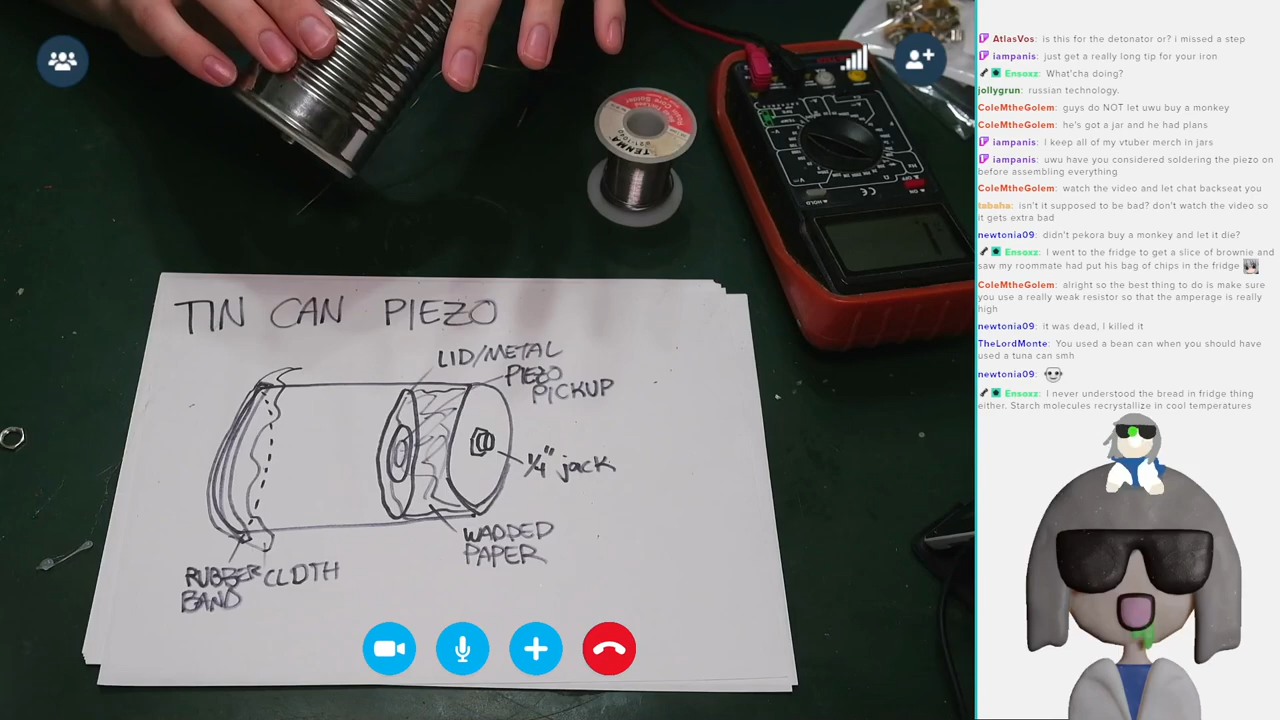 TIN CAN PIEZO
LID/METAL
PIEZO
PICKUP
1/4" jack
WADDED
PAPER
RUBBER
BAND
CLOTH
TENMA
HOLD
CE
AtlasVos: is this for the detonator or? i missed a step
iampanis: just get a really long tip for your iron
Ensoxz: What'cha doing?
jollygrun: russian technology.
ColeMtheGolem: guys do NOT let uwu buy a monkey
ColeMtheGolem: he's got a jar and he had plans
iampanis: I keep all of my vtuber merch in jars
iampanis: uwu have you considered soldering the piezo on
before assembling everything
ColeMtheGolem: watch the video and let chat backseat you
tabaha: isn't it supposed to be bad? don't watch the video so
it gets extra bad
newtonia09: didn't pekora buy a monkey and let it die?
Ensoxz: I went to the fridge to get a slice of brownie and
saw my roommate had put his bag of chips in the fridge
ColeMtheGolem: alright so the best thing to do is make sure
you use a really weak resistor so that the amperage is really
high
newtonia09: it was dead, I killed it
TheLordMonte: You used a bean can when you should have
used a tuna can smh
newtonia09:
Ensoxz: I never understood the bread in fridge thing
either. Starch molecules recrystallize in cool temperatures